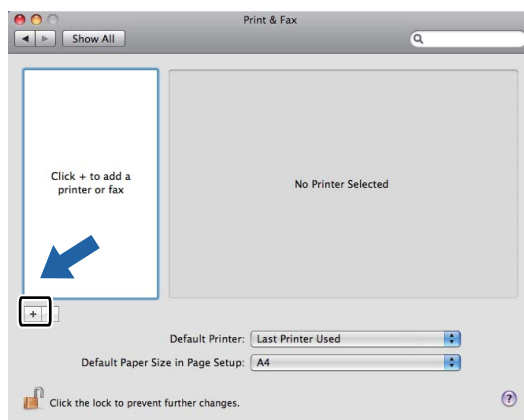 Print & Fax
Show All
Click + to add a
printer or fax
No Printer Selected
+
Default Printer: Last Printer Used
Default Paper Size in Page Setup: A4
Click the lock to prevent further changes.
?